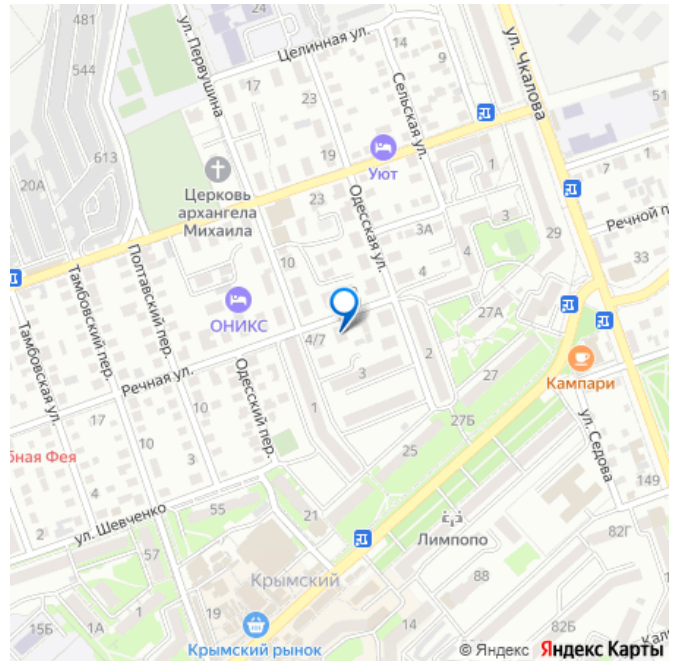 481
24
ул. Первушина
Целинная ул.
14
9
ул. Чкалова
544
17
23
Сельская ул.
51
613
19
Уют
1
7
20А
Церковь
архангела
Михаила
23
Одесская ул.
3
3А
Речной п
29
10
4
4
33
Полтавский пер.
Тамбовский пер.
Тамбовская ул.
ОНИКС
27А
4/7
2
Речная ул.
Одесский пер.
3
27
Кампари
17
10
1
27Б
ул. Седова
бная Фея
10
3
25
149
4
2
ул. Шевченко
55
21
Лимпопо
82Г
57
Крымский
88
15Б
1А
1
19
14
82Б
Кал
Крымский рынок
© Яндекс Яндекс Карты